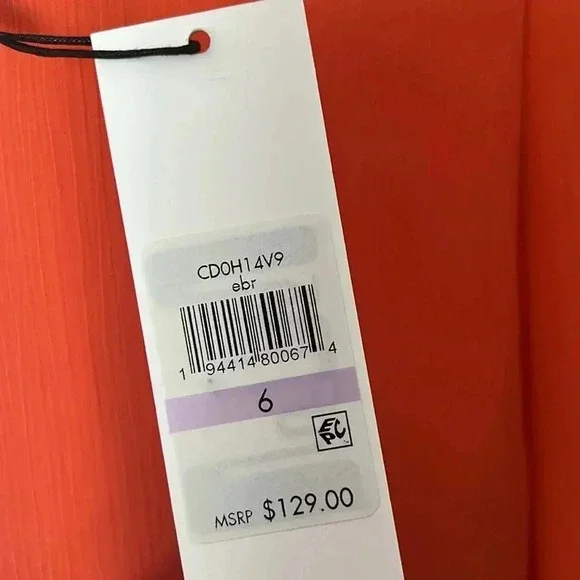 CD0H14V9
ebr
1 94414 80067 4
6
EPC
MSRP $129.00